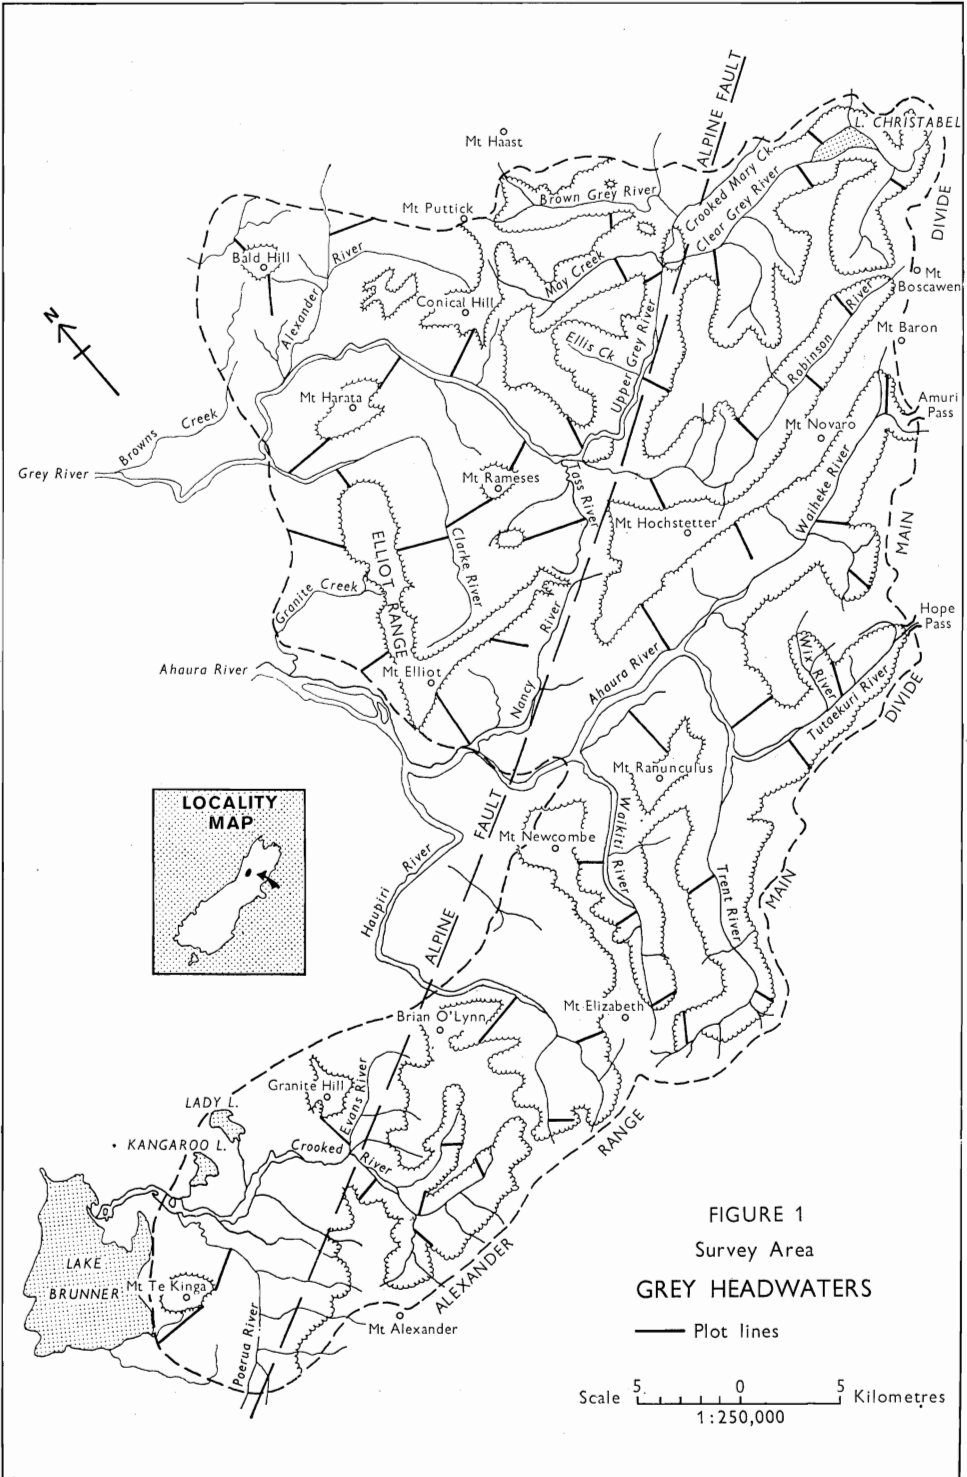 ALPINE FAULT
Mt Haast
L. CHRISTABEL
Crooked Mary Ck
Brown Grey River
Clear Grey River
DIVIDE
Mt Puttick
Bald Hill
River
May Creek
Mt
Boscawen
Alexander
Conical Hill
River
N
Mt Baron
Ellis Ck
Upper Grey River
Robinson
Mt Harata
Amuri
Pass
Creek
Browns
Mt Novaro
Grey River
Mt Rameses
Tass River
Waiheke River
Mt Hochstetter
MAIN
ELLIOT
RANGE
Clarke River
Granite Creek
Hope
Pass
River
Wix River
Ahaura River
Mt Elliot
Ahaura River
Tutaekuri River
DIVIDE
Nancy
Mt Ranunculus
LOCALITY
MAP
FAULT
Mt Newcombe
Waikiti River
River
Haupiri
Trent River
MAIN
ALPINE
Brian O'Lynn
Mt Elizabeth
Granite Hill
Evans River
LADY L.
KANGAROO L.
Crooked
River
RANGE
LAKE
BRUNNER
Mt Te Kinga
ALEXANDER
Mt Alexander
Poerua River
FIGURE 1
Survey Area
GREY HEADWATERS
Plot lines
Scale 5 0 5 Kilometres
1:250,000